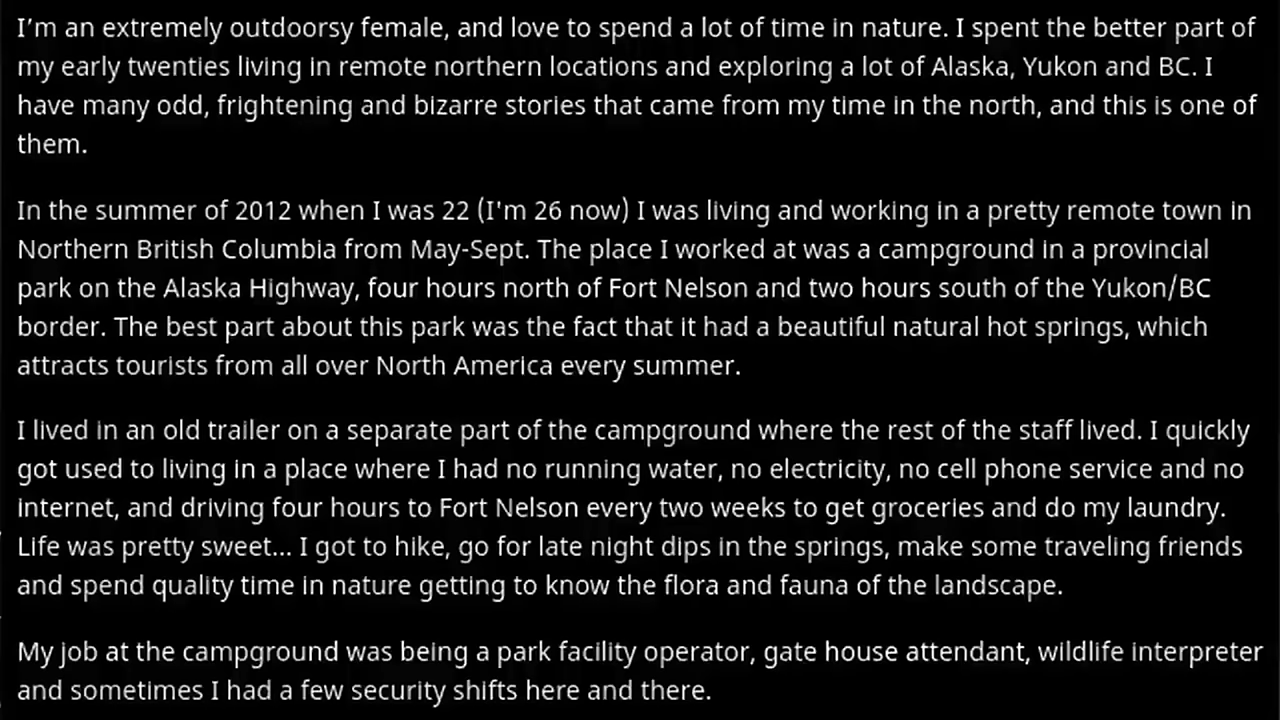 I’m an extremely outdoorsy female, and love to spend a lot of time in nature. I spent the better part of
my early twenties living in remote northern locations and exploring a lot of Alaska, Yukon and BC. I
have many odd, frightening and bizarre stories that came from my time in the north, and this is one of
them.
In the summer of 2012 when I was 22 (I'm 26 now) I was living and working in a pretty remote town in
Northern British Columbia from May-Sept. The place I worked at was a campground in a provincial
park on the Alaska Highway, four hours north of Fort Nelson and two hours south of the Yukon/BC
border. The best part about this park was the fact that it had a beautiful natural hot springs, which
attracts tourists from all over North America every summer.
I lived in an old trailer on a separate part of the campground where the rest of the staff lived. I quickly
got used to living in a place where I had no running water, no electricity, no cell phone service and no
internet, and driving four hours to Fort Nelson every two weeks to get groceries and do my laundry.
Life was pretty sweet... I got to hike, go for late night dips in the springs, make some traveling friends
and spend quality time in nature getting to know the flora and fauna of the landscape.
My job at the campground was being a park facility operator, gate house attendant, wildlife interpreter
and sometimes I had a few security shifts here and there.